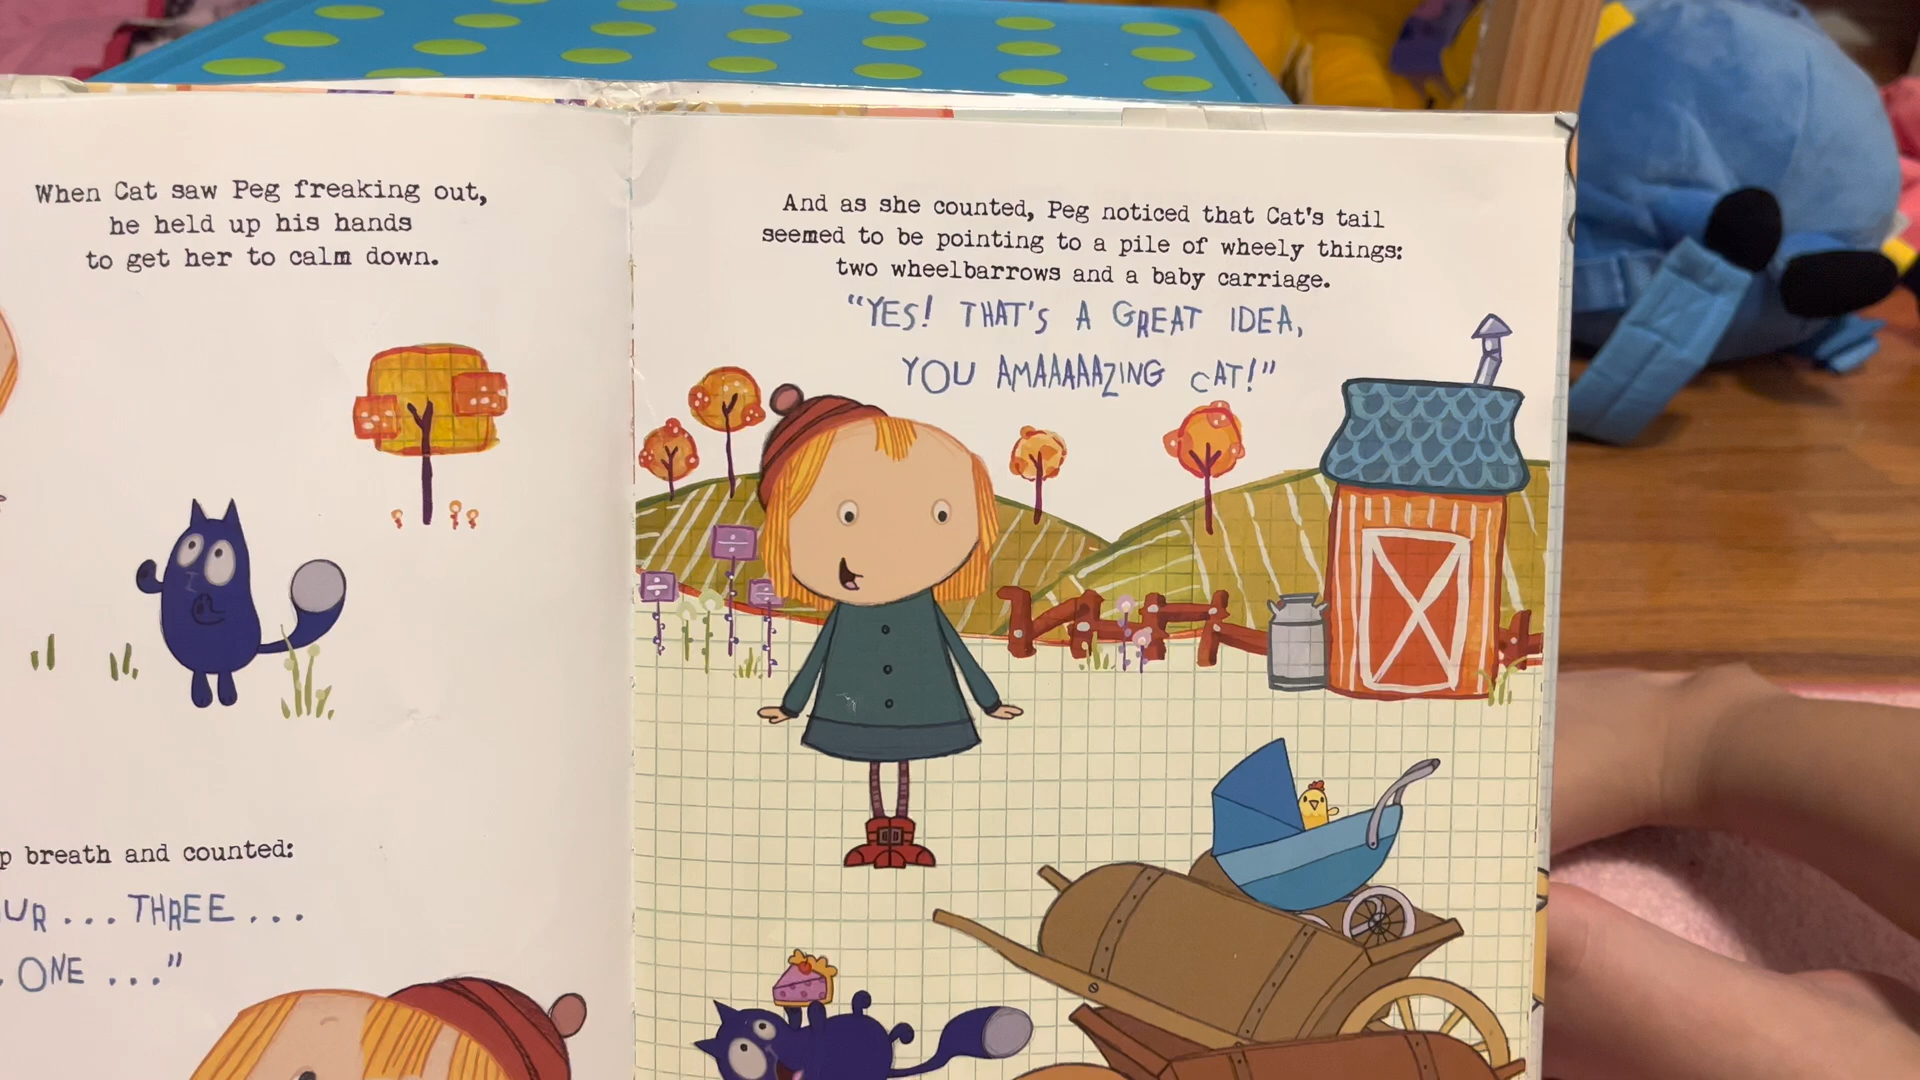 When Cat saw Peg freaking out,
he held up his hands
to get her to calm down.
breath and counted:
... THREE ...
ONE ..."
And as she counted, Peg noticed that Cat's tail
seemed to be pointing to a pile of wheely things:
two wheelbarrows and a baby carriage.
"YES! THAT'S A GREAT IDEA,
YOU AMAAAAAZING CAT!"